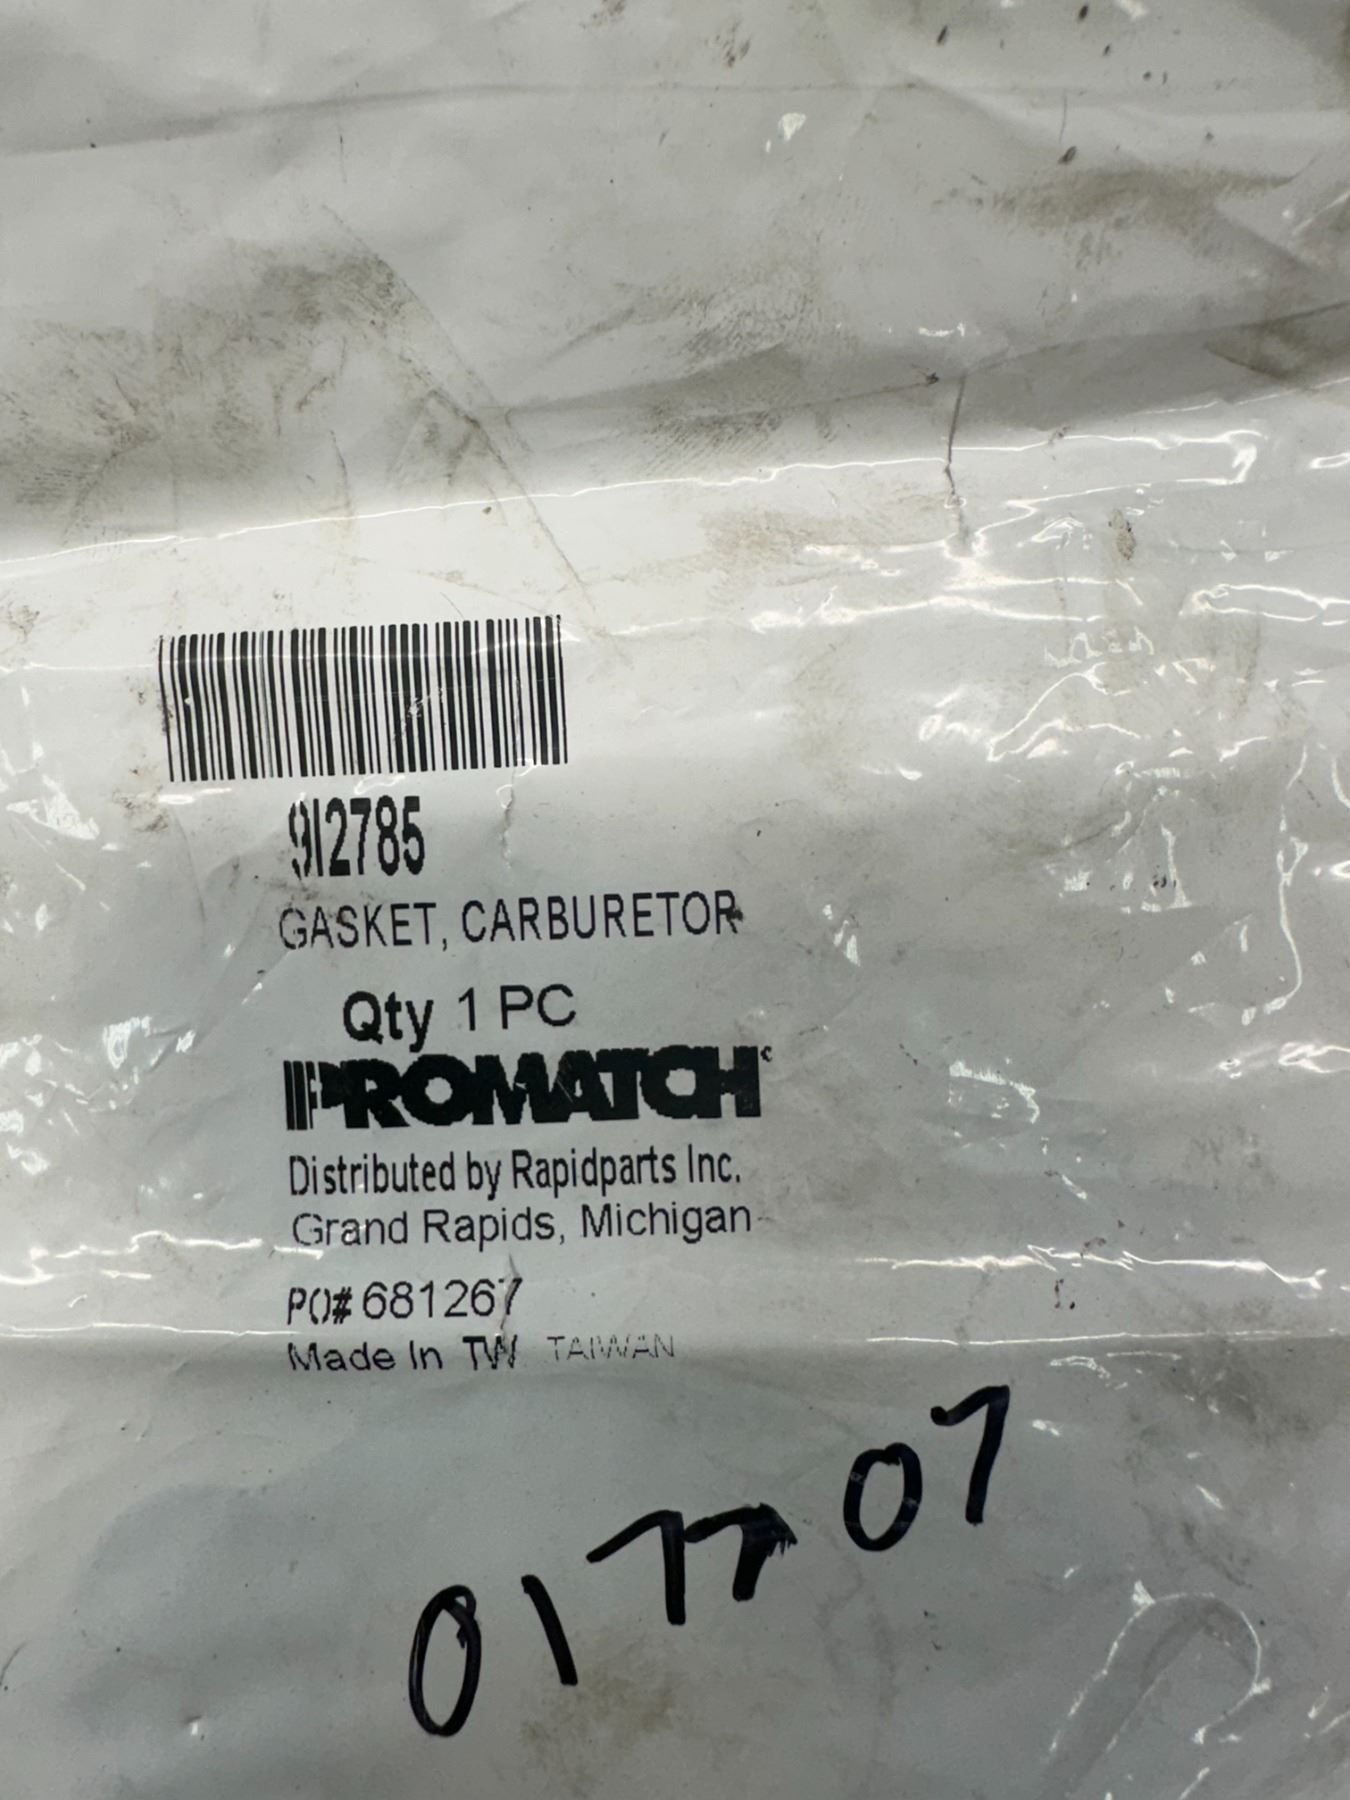 912785
GASKET, CARBURETOR
Qty 1 PC
PROMATCH
Distributed by Rapidparts Inc.
Grand Rapids, Michigan
PO# 681267
Made In TW TAIWAN
017707